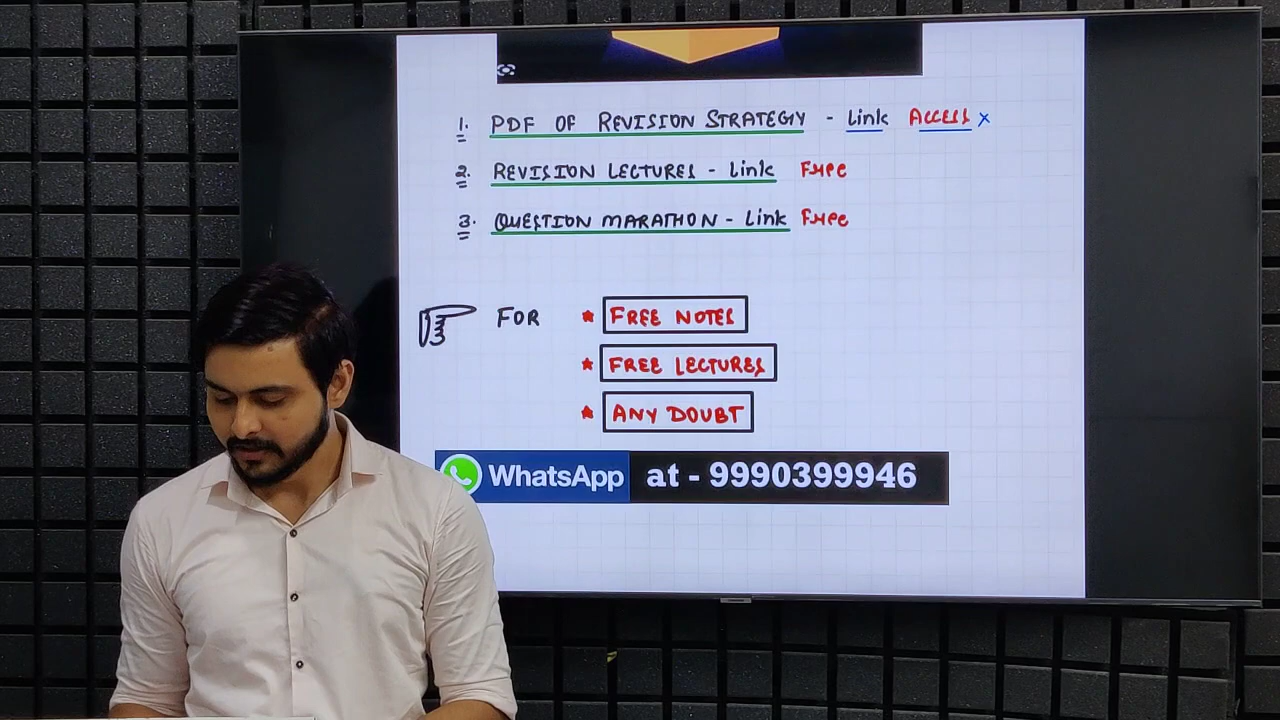 1. PDF OF REVISION STRATEGY - Link ACCESS x
2. REVISION LECTURES - Link Free
3. QUESTION MARATHON - Link Free
FOR * FREE NOTES
* FREE LECTURES
* ANY DOUBT
WhatsApp at - 9990399946